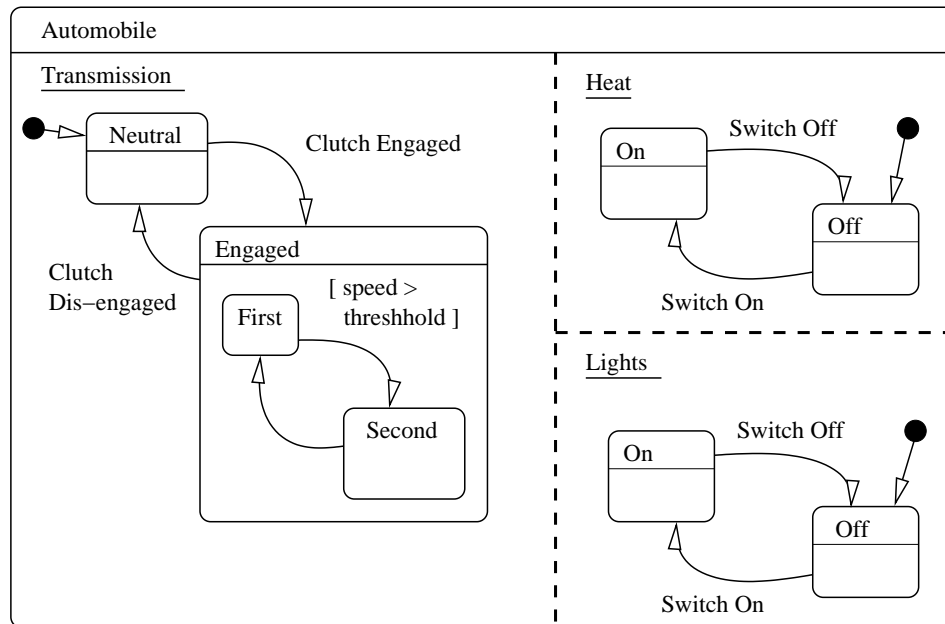 Automobile
Transmission
Neutral
Clutch Engaged
Clutch
Dis−engaged
Engaged
[ speed >
threshhold ]
First
Second
Heat
Switch Off
On
Off
Switch On
Lights
Switch Off
On
Off
Switch On